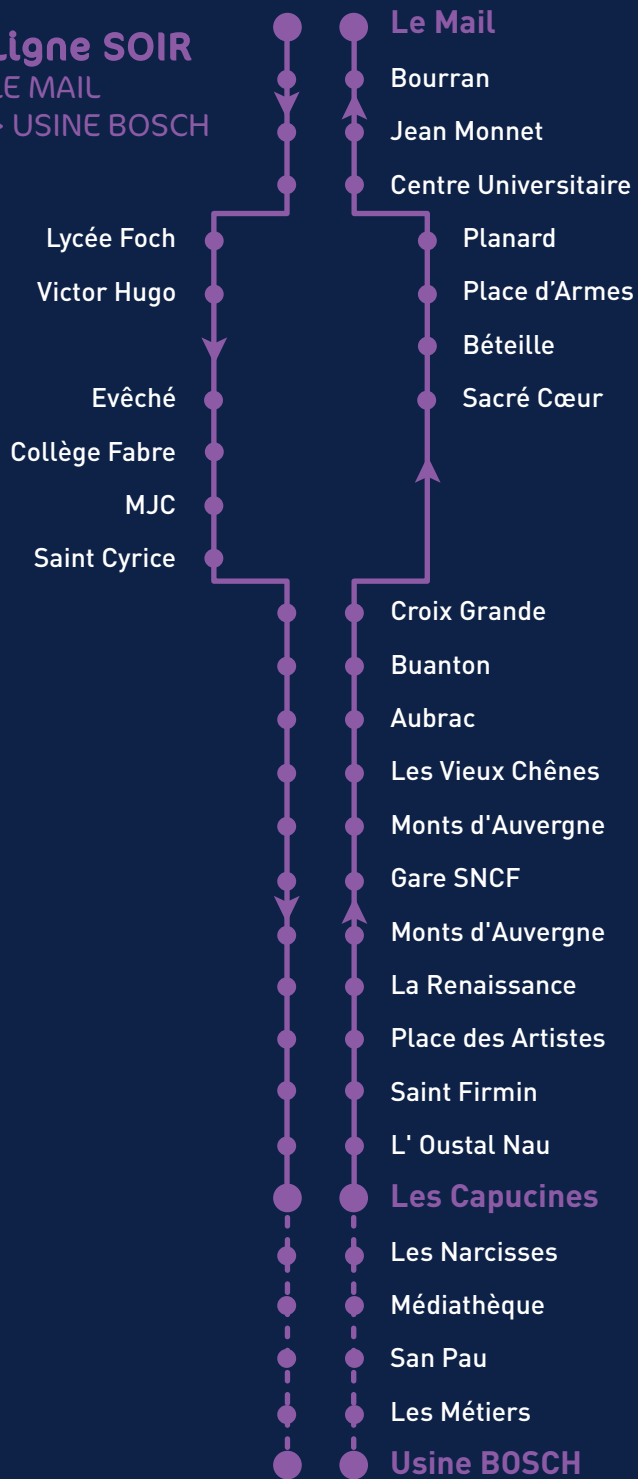 Ligne SOIR
LE MAIL
> USINE BOSCH
Le Mail
Bourran
Jean Monnet
Centre Universitaire
Lycée Foch
Victor Hugo
Evêché
Collège Fabre
MJC
Saint Cyrice
Planard
Place d’Armes
Béteille
Sacré Cœur
Croix Grande
Buanton
Aubrac
Les Vieux Chênes
Monts d'Auvergne
Gare SNCF
Monts d'Auvergne
La Renaissance
Place des Artistes
Saint Firmin
L' Oustal Nau
Les Capucines
Les Narcisses
Médiathèque
San Pau
Les Métiers
Usine BOSCH